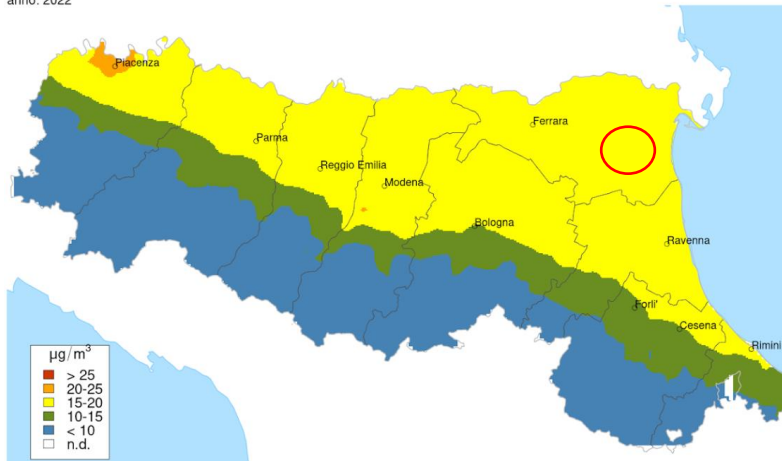 anno: 2022
Piacenza
Parma
Reggio Emilia
Modena
Ferrara
Bologna
Ravenna
Forli'
Cesena
Rimini
µg/m³
> 25
20-25
15-20
10-15
< 10
n.d.